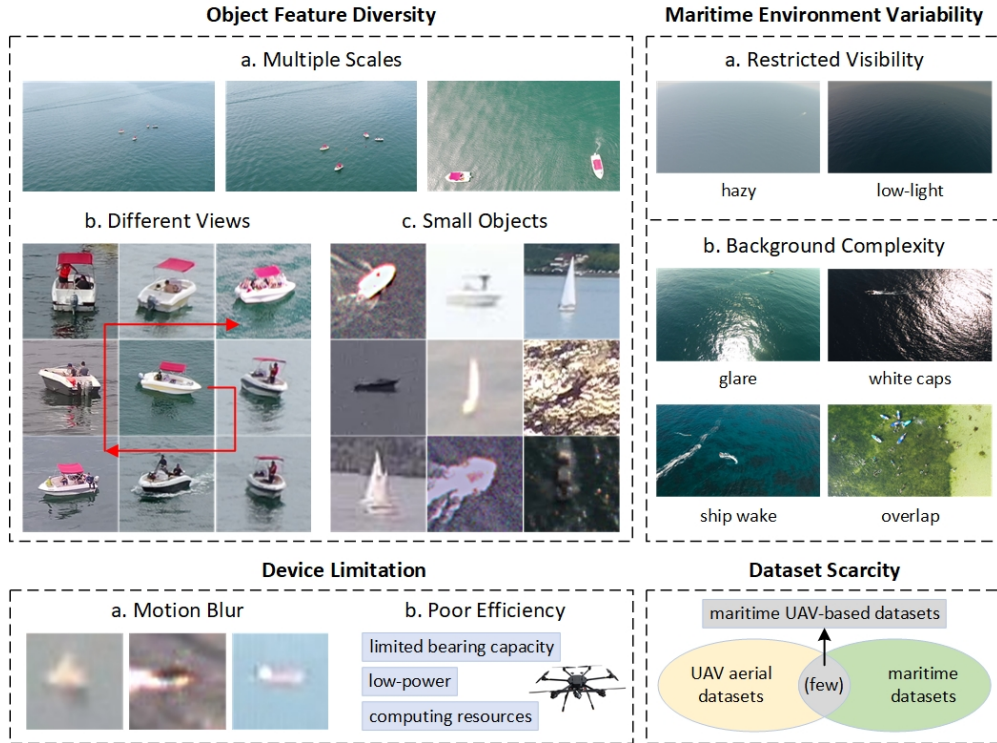 Object Feature Diversity
a. Multiple Scales
b. Different Views
c. Small Objects
Maritime Environment Variability
a. Restricted Visibility
hazy
low-light
b. Background Complexity
glare
white caps
ship wake
overlap
Device Limitation
a. Motion Blur
b. Poor Efficiency
limited bearing capacity
low-power
computing resources
Dataset Scarcity
maritime UAV-based datasets
UAV aerial
datasets
(few)
maritime
datasets